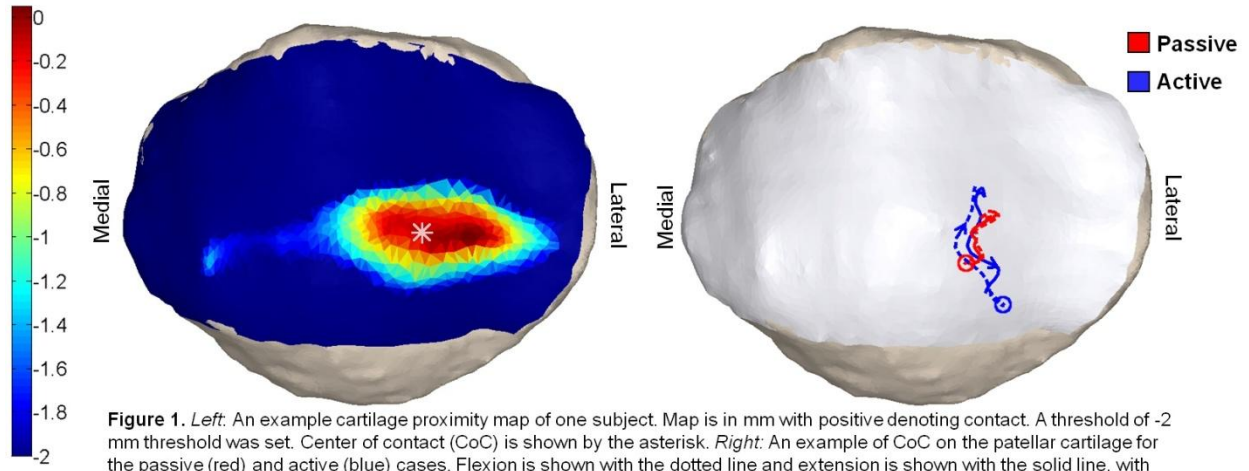 0
-0.2
-0.4
-0.6
-0.8
-1
-1.2
-1.4
-1.6
-1.8
-2
Medial
Lateral
Medial
Lateral
Passive
Active
Figure 1. Left: An example cartilage proximity map of one subject. Map is in mm with positive denoting contact. A threshold of -2
mm threshold was set. Center of contact (CoC) is shown by the asterisk. Right: An example of CoC on the patellar cartilage for
the passive (red) and active (blue) cases. Flexion is shown with the dotted line and extension is shown with the solid line, with